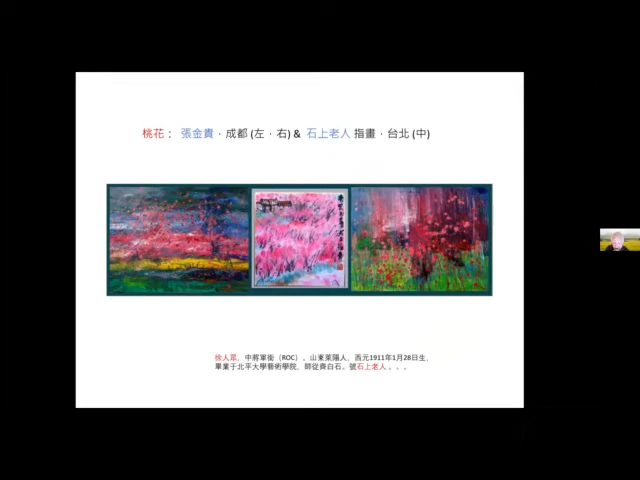 桃花： 張金貴，成都 (左，右) & 石上老人 指畫，台北 (中)
徐人眾，中將軍銜（ROC）。山東萊陽人，西元1911年1月28日生，
畢業于北平大學藝術學院，師從齊白石。號石上老人 。。。